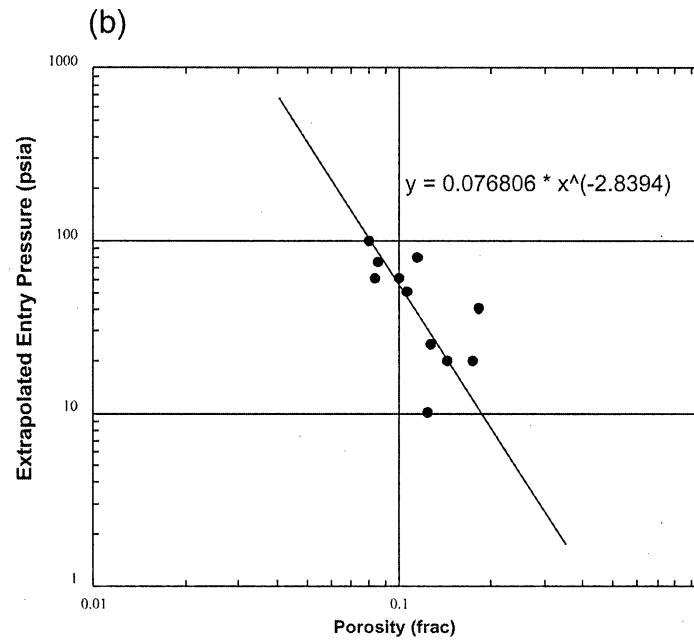 (b)
1000
100
10
1
Extrapolated Entry Pressure (psia)
y = 0.076806 * x^(-2.8394)
0.01
0.1
Porosity (frac)